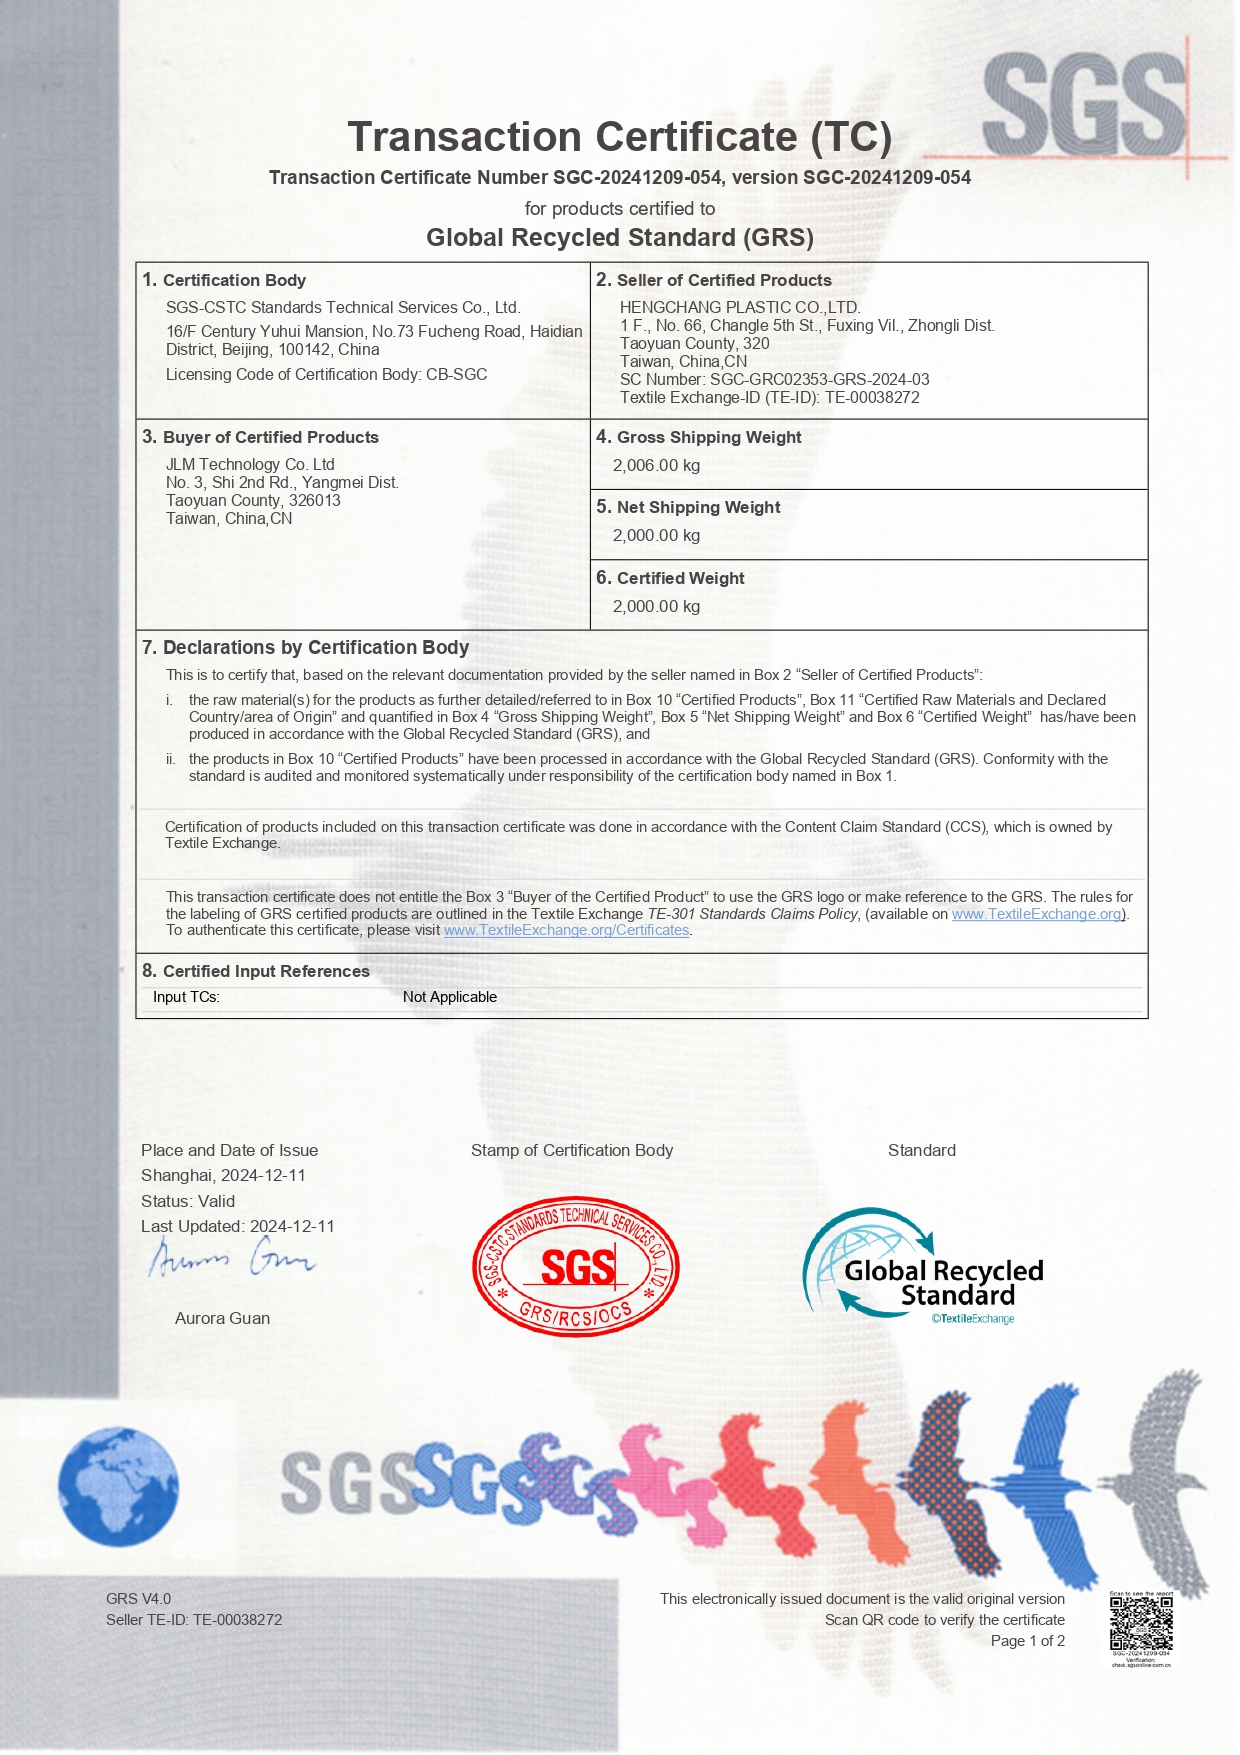 SGS
Transaction Certificate (TC)
Transaction Certificate Number SGC-20241209-054, version SGC-20241209-054
for products certified to
Global Recycled Standard (GRS)
1. Certification Body
SGS-CSTC Standards Technical Services Co., Ltd.
16/F Century Yuhui Mansion, No.73 Fucheng Road, Haidian
District, Beijing, 100142, China
Licensing Code of Certification Body: CB-SGC
2. Seller of Certified Products
HENGCHANG PLASTIC CO.,LTD.
1 F., No. 66, Changle 5th St., Fuxing Vil., Zhongli Dist.
Taoyuan County, 320
Taiwan, China,CN
SC Number: SGC-GRC02353-GRS-2024-03
Textile Exchange-ID (TE-ID): TE-00038272
3. Buyer of Certified Products
JLM Technology Co. Ltd
No. 3, Shi 2nd Rd., Yangmei Dist.
Taoyuan County, 326013
Taiwan, China,CN
4. Gross Shipping Weight
2,006.00 kg
5. Net Shipping Weight
2,000.00 kg
6. Certified Weight
2,000.00 kg
7. Declarations by Certification Body
This is to certify that, based on the relevant documentation provided by the seller named in Box 2 “Seller of Certified Products”:
i. the raw material(s) for the products as further detailed/referred to in Box 10 “Certified Products”, Box 11 “Certified Raw Materials and Declared
Country/area of Origin” and quantified in Box 4 “Gross Shipping Weight”, Box 5 “Net Shipping Weight” and Box 6 “Certified Weight” has/have been
produced in accordance with the Global Recycled Standard (GRS), and
ii. the products in Box 10 “Certified Products” have been processed in accordance with the Global Recycled Standard (GRS). Conformity with the
standard is audited and monitored systematically under responsibility of the certification body named in Box 1.
Certification of products included on this transaction certificate was done in accordance with the Content Claim Standard (CCS), which is owned by
Textile Exchange.
This transaction certificate does not entitle the Box 3 “Buyer of the Certified Product” to use the GRS logo or make reference to the GRS. The rules for
the labeling of GRS certified products are outlined in the Textile Exchange TE-301 Standards Claims Policy, (available on www.TextileExchange.org).
To authenticate this certificate, please visit www.TextileExchange.org/Certificates.
8. Certified Input References
Input TCs: Not Applicable
Place and Date of Issue
Shanghai, 2024-12-11
Status: Valid
Last Updated: 2024-12-11
Aurora Guan
Aurora Guan
Stamp of Certification Body
SGS-CSTC STANDARDS TECHNICAL SERVICES CO., LTD.
SGS
* GRS/RCS/OCS *
Standard
Global Recycled
Standard
©TextileExchange
SGS SGS SGS
GRS V4.0
Seller TE-ID: TE-00038272
This electronically issued document is the valid original version
Scan QR code to verify the certificate
Page 1 of 2
Scan to see the report
SGS
SGC-20241209-054
Verification:
check.sgsonline.com.cn